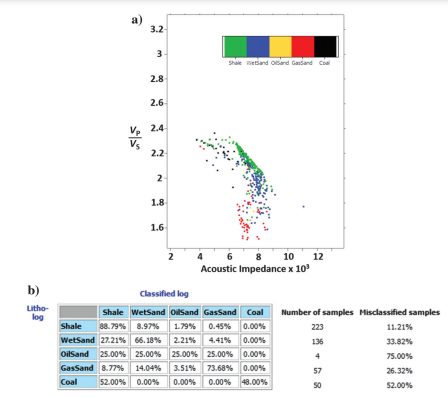 a)
3.2
3
2.8
2.6
2.4
2.2
2
1.8
1.6
V_P
V_S
Shale WetSand OilSand GasSand Coal
2 4 6 8 10 12
Acoustic Impedance x 10³
b)
Classified log
Litho-
log
Shale WetSand OilSand GasSand Coal Number of samples Misclassified samples
Shale 88.79% 8.97% 1.79% 0.45% 0.00% 223 11.21%
WetSand 27.21% 66.18% 2.21% 4.41% 0.00% 136 33.82%
OilSand 25.00% 25.00% 25.00% 25.00% 0.00% 4 75.00%
GasSand 8.77% 14.04% 3.51% 73.68% 0.00% 57 26.32%
Coal 52.00% 0.00% 0.00% 0.00% 48.00% 50 52.00%